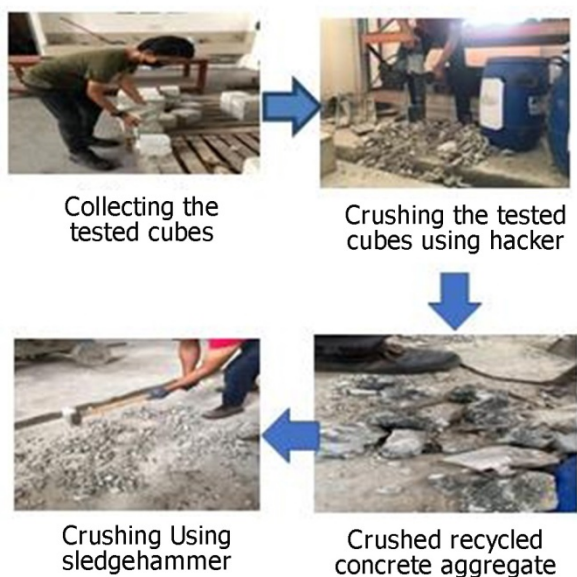 Collecting the
tested cubes
Crushing the tested
cubes using hacker
Crushing Using
sledgehammer
Crushed recycled
concrete aggregate